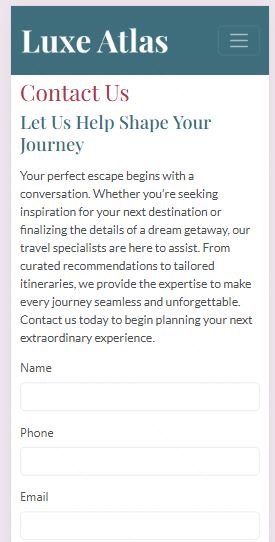 Luxe Atlas
Contact Us
Let Us Help Shape Your
Journey
Your perfect escape begins with a
conversation. Whether you’re seeking
inspiration for your next destination or
finalizing the details of a dream getaway, our
travel specialists are here to assist. From
curated recommendations to tailored
itineraries, we provide the expertise to make
every journey seamless and unforgettable.
Contact us today to begin planning your next
extraordinary experience.
Name
Phone
Email